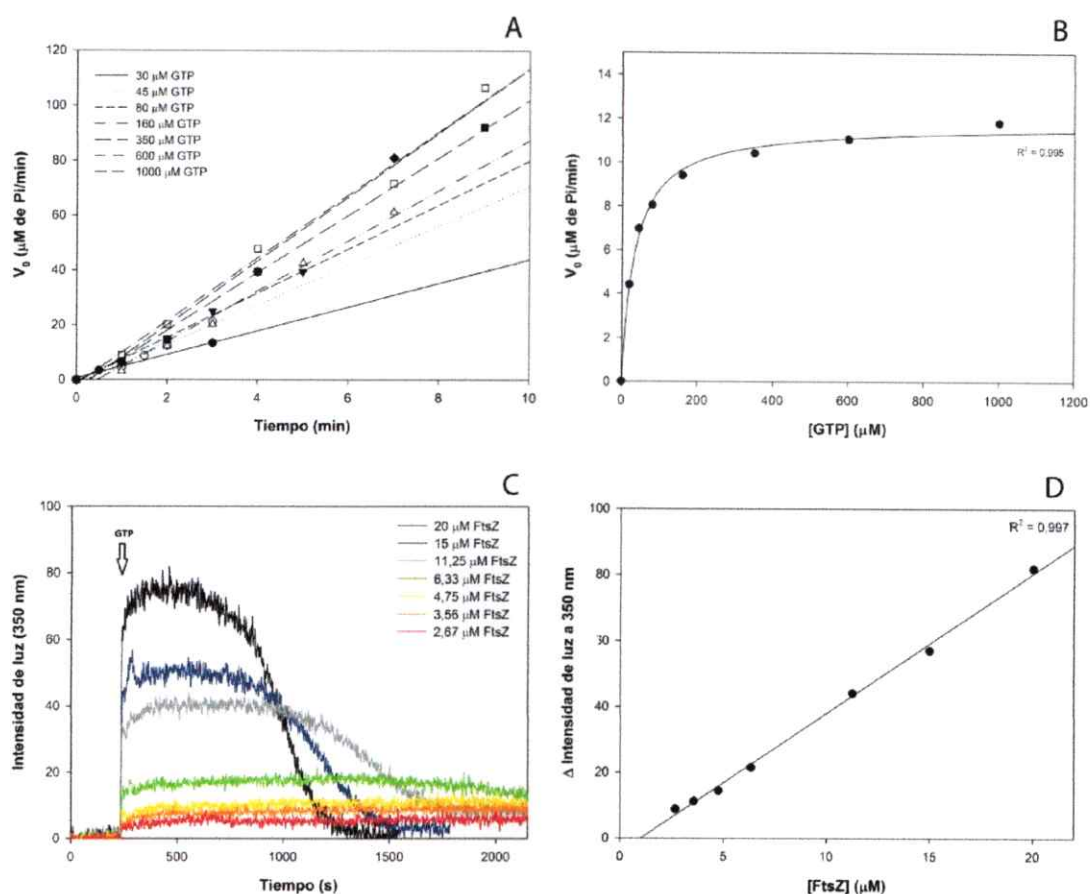 A
120
100
80
60
40
20
0
0
2
4
6
8
10
V₀ (µM de Pi/min)
Tiempo (min)
30 µM GTP
45 µM GTP
80 µM GTP
160 µM GTP
350 µM GTP
600 µM GTP
1000 µM GTP
B
14
12
10
8
6
4
2
0
0
200
400
600
800
1000
1200
V₀ (µM de Pi/min)
[GTP] (µM)
R² = 0,995
C
100
80
60
40
20
0
0
500
1000
1500
2000
Intensidad de luz (350 nm)
Tiempo (s)
GTP
20 µM FtsZ
15 µM FtsZ
11,25 µM FtsZ
6,33 µM FtsZ
4,75 µM FtsZ
3,56 µM FtsZ
2,67 µM FtsZ
D
100
80
60
40
20
0
0
5
10
15
20
Δ Intensidad de luz a 350 nm
[FtsZ] (µM)
R² = 0,997